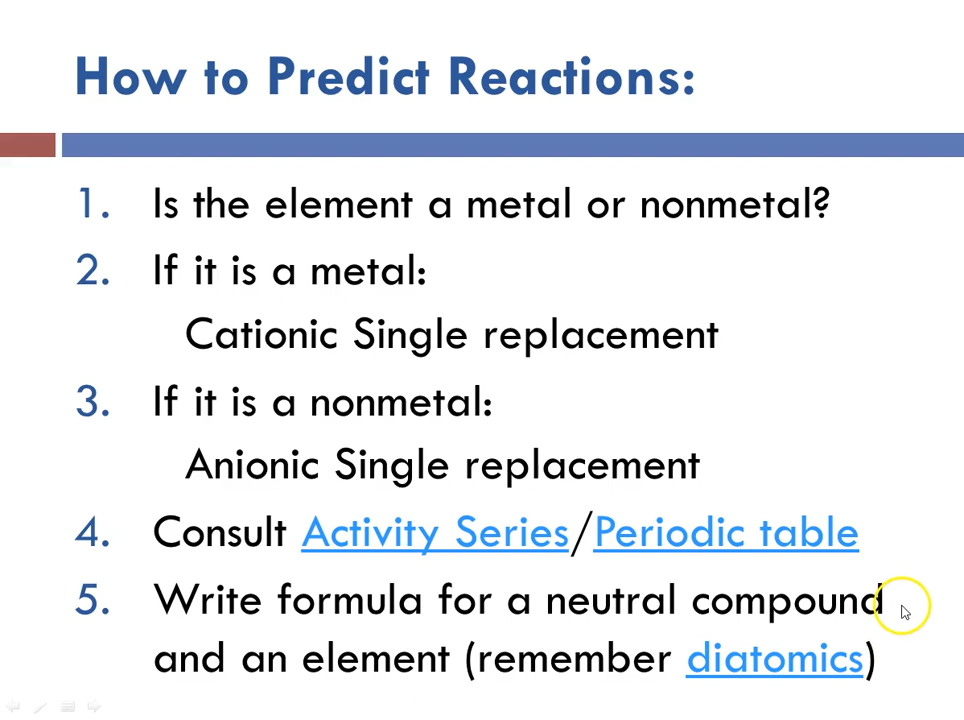 How to Predict Reactions:
1. Is the element a metal or nonmetal?
2. If it is a metal:
Cationic Single replacement
3. If it is a nonmetal:
Anionic Single replacement
4. Consult Activity Series/Periodic table
5. Write formula for a neutral compound
and an element (remember diatomics)